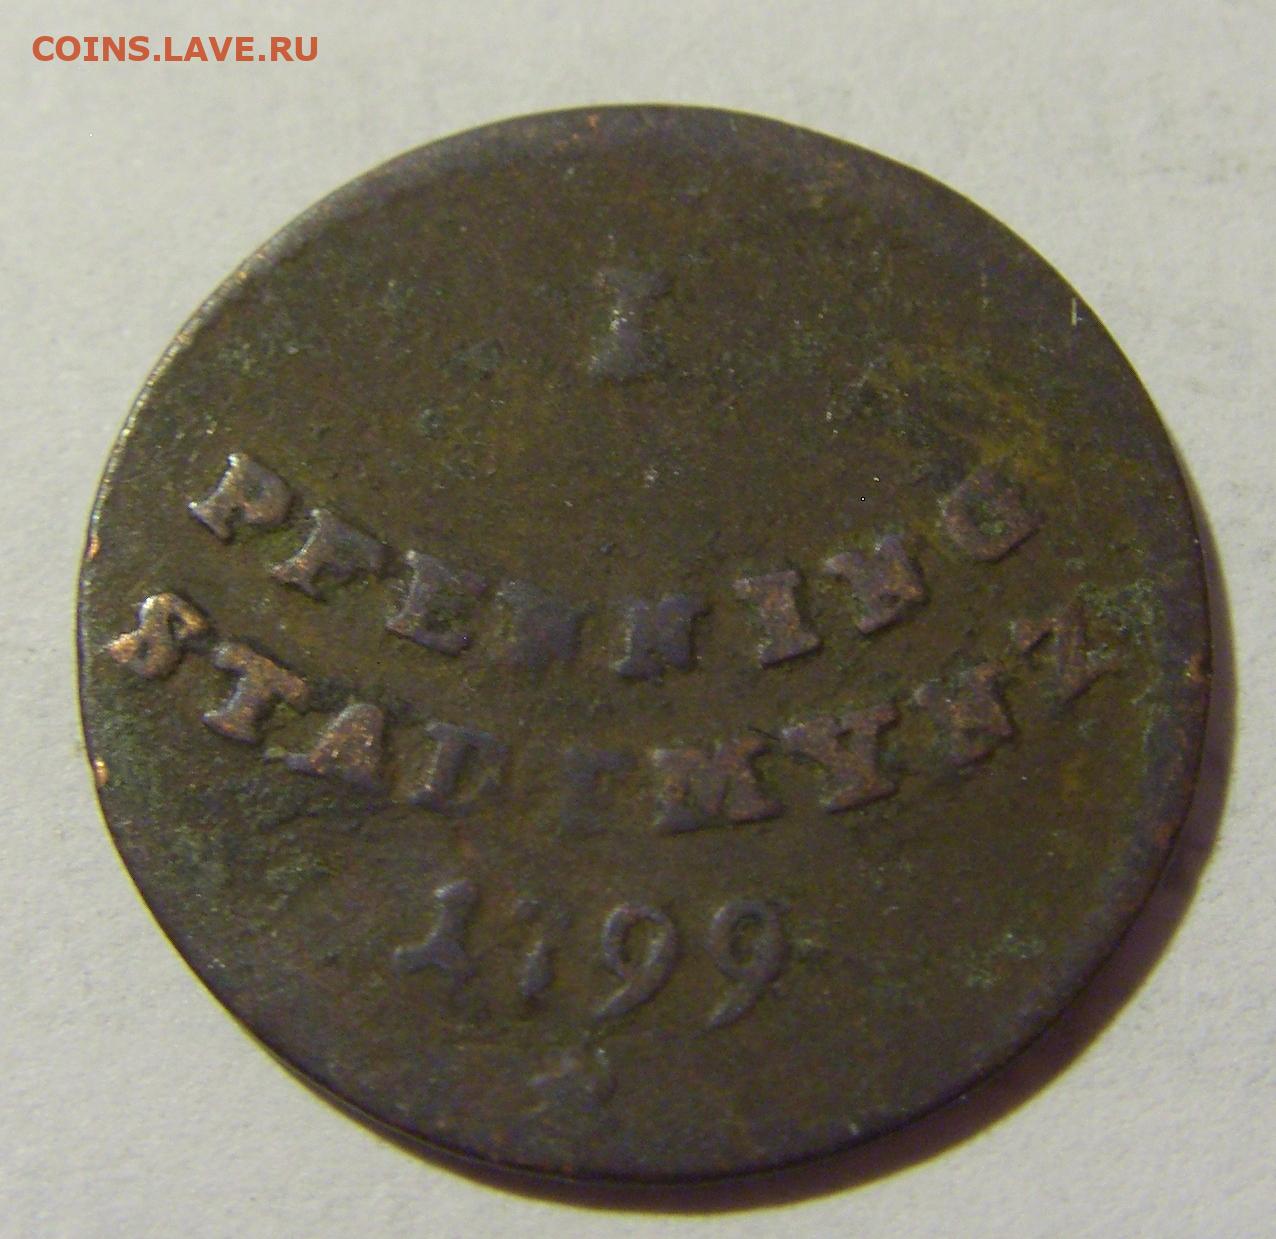 COINS.LAVE.RU
I
PFENNING
STADTMYNZ
1799